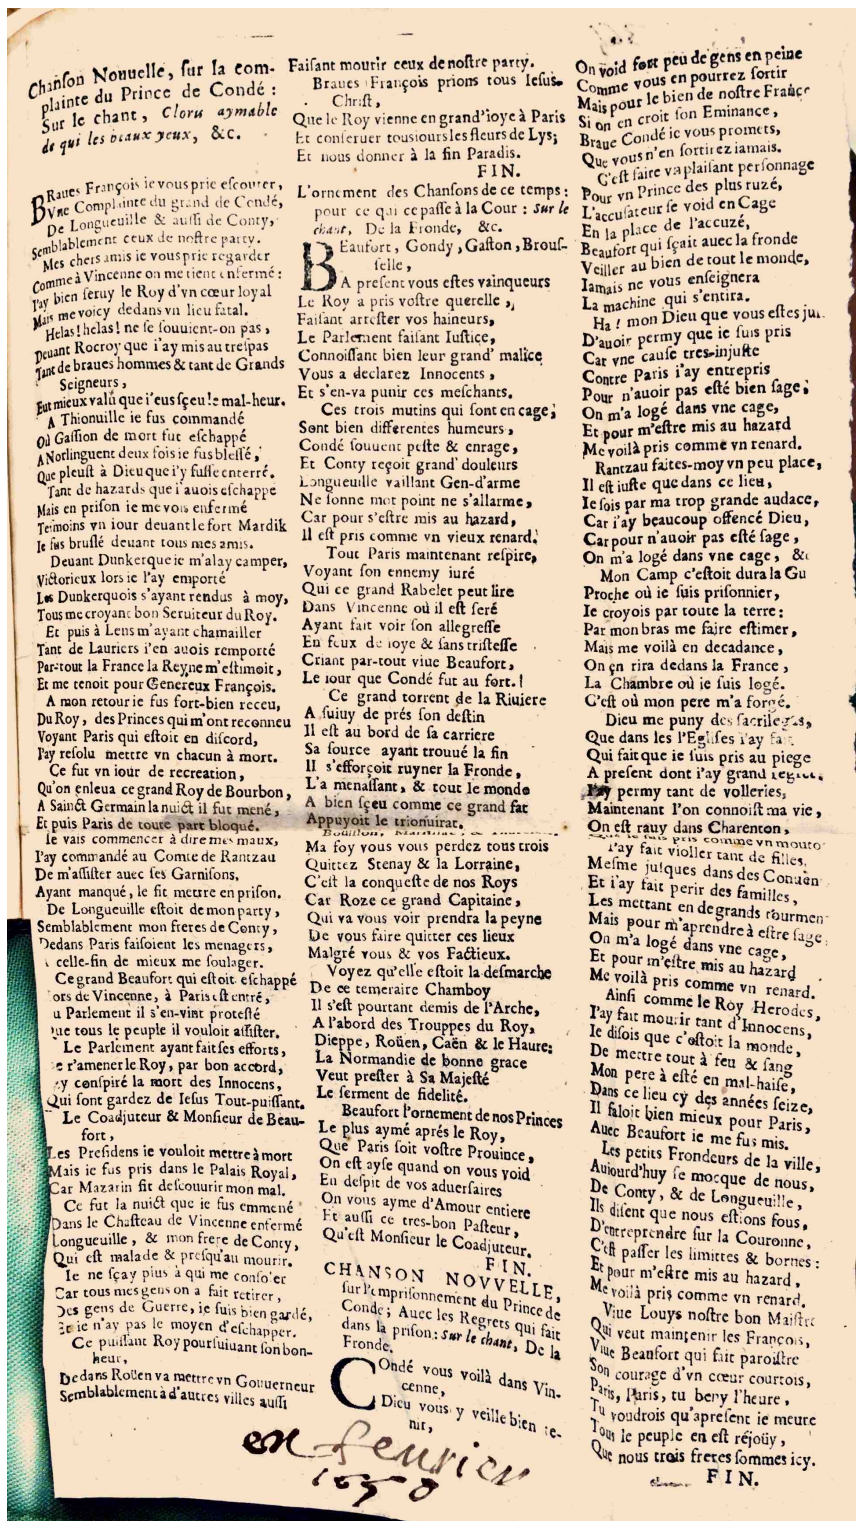 Chanson Nouuelle, sur la com-
plainte du Prince de Condé :
Sur le chant, Cloris aymable
de qui les beaux yeux, &c.
BRaues François ie vous prie escouter,
Vne Complainte du grand de Condé,
De Longueuille & aussi de Conty,
Semblablement ceux de nostre party.
Mes chers amis ie vous prie regarder
Comme à Vincenne on me tient enfermé :
I'ay bien seruy le Roy d'vn cœur loyal
Mais me voicy dedans vn lieu fatal.
Helas! helas! ne se souuient-on pas,
Deuant Rocroy que i'ay mis au trespas
Tant de braues hommes & tant de Grands
Seigneurs,
Eut mieux valu que i'eus sçeu le mal-heur.
A Thionuille ie fus commandé
Où Gassion de mort fut eschappé
A Norlinguent deux fois ie fus blessé,
Que pleust à Dieu que i'y fusse enterré.
Tant de hazards que i'auois eschappé
Mais en prison ie me vois enfermé
Tesmoins vn iour deuant le fort Mardik
Ie fus bruslé deuant tous mes amis.
Deuant Dunkerque ie m'alay camper,
Victorieux lors ie l'ay emporté
Les Dunkerquois s'ayant rendus à moy,
Tous me croyant bon Seruiteur du Roy.
Et puis à Lens m'ayant chamailler
Tant de Lauriers i'en auois remporté
Par-tout la France la Reyne m'estimoit,
Et me tenoit pour Genereux François.
A mon retour ie fus fort-bien receu,
Du Roy, des Princes qui m'ont reconneu
Voyant Paris qui estoit en discord,
I'ay resolu mettre vn chacun à mort.
Ce fut vn iour de recreation,
Qu'on enleua ce grand Roy de Bourbon,
A Sainct Germain la nuict il fut mené,
Et puis Paris de toute part bloqué.
Ie vais commencer à dire mes maux,
I'ay commandé au Comte de Rantzau
De m'assister auec ses Garnisons,
Ayant manqué, le fit mettre en prison.
De Longueuille estoit de mon party,
Semblablement mon freres de Conty,
Dedans Paris faisoient les menagers,
celle-fin de mieux me soulager.
Ce grand Beaufort qui estoit eschappé
ors de Vincenne, à Paris est entré,
u Parlement il s'en-vint protesté
ue tous le peuple il vouloit assister.
Le Parlement ayant fait ses efforts,
e r'amener le Roy, par bon accord,
y conspiré la mort des Innocens,
Qui sont gardez de Iesus Tout-puissant.
Le Coadjuteur & Monsieur de Beau-
fort,
Les Presidens ie vouloit mettre à mort
Mais ie fus pris dans le Palais Royal,
Car Mazarin fit descouurir mon mal.
Ce fut la nuict que ie fus emmené
Dans le Chasteau de Vincenne enfermé
Longueuille, & mon frere de Conty,
Qui est malade & presqu'au mourir.
Ie ne sçay plus à qui me consoler
Car tous mes gens on a fait retirer,
Des gens de Guerre, ie suis bien gardé,
Et ie n'ay pas le moyen d'eschapper.
Ce puissant Roy poursuiuant son bon-
heur,
Dedans Roüen va mettre vn Gouuerneur
Semblablement à d'autres villes aussi
Faisant mourir ceux de nostre party.
Braues François prions tous Iesus-
Christ,
Que le Roy vienne en grand'ioye à Paris
Et conseruer tousiours les fleurs de Lys;
Et nous donner à la fin Paradis.
FIN.
L'ornement des Chansons de ce temps :
pour ce qui ce passe à la Cour : Sur le
chant, De la Fronde, &c.
BEaufort, Gondy, Gaston, Brous-
selle,
A present vous estes vainqueurs
Le Roy a pris vostre querelle,
Faisant arrester vos haineurs,
Le Parlement faisant Iustice,
Connoissant bien leur grand' malice
Vous a declarez Innocents,
Et s'en-va punir ces meschants.
Ces trois mutins qui sont en cage,
Sont bien differentes humeurs,
Condé souuent peste & enrage,
Et Conty reçoit grand' douleurs
Longueuille vaillant Gen-d'arme
Ne sonne mot point ne s'allarme,
Car pour s'estre mis au hazard,
Il est pris comme vn vieux renard.
Tout Paris maintenant respire,
Voyant son ennemy iuré
Qui ce grand Rabelet peut lire
Dans Vincenne où il est seré
Ayant fait voir son allegresse
En feux de ioye & sans tristesse
Criant par-tout viue Beaufort,
Le iour que Condé fut au fort.
Ce grand torrent de la Riuiere
A suiuy de prés son destin
Il est au bord de sa carriere
Sa source ayant trouué la fin
Il s'efforçoit ruyner la Fronde,
L'a menassant, & tout le monde
A bien sçeu comme ce grand fat
Appuyoit le triomuirat.
Ma foy vous vous perdez tous trois
Quittez Stenay & la Lorraine,
C'est la conqueste de nos Roys
Car Roze ce grand Capitaine,
Qui va vous voir prendra la peyne
De vous faire quitter ces lieux
Malgré vous & vos Factieux.
Voyez qu'elle estoit la desmarche
De ce temeraire Chamboy
Il s'est pourtant demis de l'Arche,
A l'abord des Trouppes du Roy,
Dieppe, Roüen, Caën & le Haure;
La Normandie de bonne grace
Veut prester à Sa Majesté
Le serment de fidelité.
Beaufort l'ornement de nos Princes
Le plus aymé aprés le Roy,
Que Paris soit vostre Prouince,
On est ayse quand on vous void
En despit de vos aduersaires
On vous ayme d'Amour entiere
Et aussi ce tres-bon Pasteur,
Qu'est Monsieur le Coadjuteur.
FIN.
CHANSON NOVVELLE,
sur l'emprisonnement du Prince de
Condé; Auec les Regrets qui fait
dans la prison: Sur le chant, De la
Fronde.
COndé vous voilà dans Vin-
cenne,
Dieu vous y veille bien te-
nir,
On void fort peu de gens en peine
Comme vous en pourrez sortir
Mais pour le bien de nostre France
Si on en croit son Eminance,
Braue Condé ie vous promets,
Que vous n'en sortirez iamais.
C'est faire va plaisant personnage
Pour vn Prince des plus ruzé,
L'accusateur se void en Cage
En la place de l'accuzé,
Beaufort qui sçait auec la fronde
Veiller au bien de tout le monde,
Iamais ne vous enseignera
La machine qui s'entira.
Ha! mon Dieu que vous estes jus
D'auoir permy que ie suis pris
Car vne cause tres-injuste
Contre Paris i'ay entrepris
Pour n'auoir pas esté bien sage,
On m'a logé dans vne cage,
Et pour m'estre mis au hazard
Me voilà pris comme vn renard.
Rantzau faites-moy vn peu place,
Il est iuste que dans ce lieu,
Ie sois par ma trop grande audace,
Car i'ay beaucoup offencé Dieu,
Car pour n'auoir pas esté sage,
On m'a logé dans vne cage, &c
Mon Camp c'estoit dura la Gu
Proche où ie suis prisonnier,
Ie croyois par toute la terre:
Par mon bras me faire estimer,
Mais me voilà en decadance,
On en rira dedans la France,
La Chambre où ie suis logé.
C'est où mon pere m'a forgé.
Dieu me puny des sacrileges,
Que dans les l'Eglises i'ay fa
Qui fait que ie suis pris au piege
A present dont i'ay grand regret.
I'ay permy tant de volleries,
Maintenant l'on connoist ma vie,
On est rauy dans Charenton,
Que ie suis pris comme vn mouto
I'ay fait violler tant de filles,
Mesme jusques dans des Conuen
Et i'ay fait perir des familles,
Les mettant en de grands tourmen
Mais pour m'aprendre à estre sage,
On m'a logé dans vne cage,
Et pour m'estre mis au hazard
Me voilà pris comme vn renard.
Ainsi comme le Roy Herodes,
I'ay fait mourir tant d'Innocens,
Ie disois que c'estoit la monde,
De mettre tout à feu & sang
Mon pere à esté en mal-haise,
Dans ce lieu cy des années seize,
Il faloit bien mieux pour Paris,
Auec Beaufort ie me fus mis.
Les petits Frondeurs de la ville,
Aujourd'huy se mocque de nous,
De Conty, & de Longueuille,
Ils disent que nous estions fous,
D'entreprendre sur la Couronne,
C'est passer les limittes & bornes :
Et pour m'estre mis au hazard,
Me voilà pris comme vn renard.
Viue Louys nostre bon Maistre
Qui veut maintenir les François,
Viue Beaufort qui fait paroistre
Son courage d'vn cœur courtois,
Paris, Paris, tu beny l'heure,
Tu voudrois qu'apresent ie meure
Tous le peuple en est réjoüy,
Que nous trois freres sommes icy.
FIN.
en feurier
1650